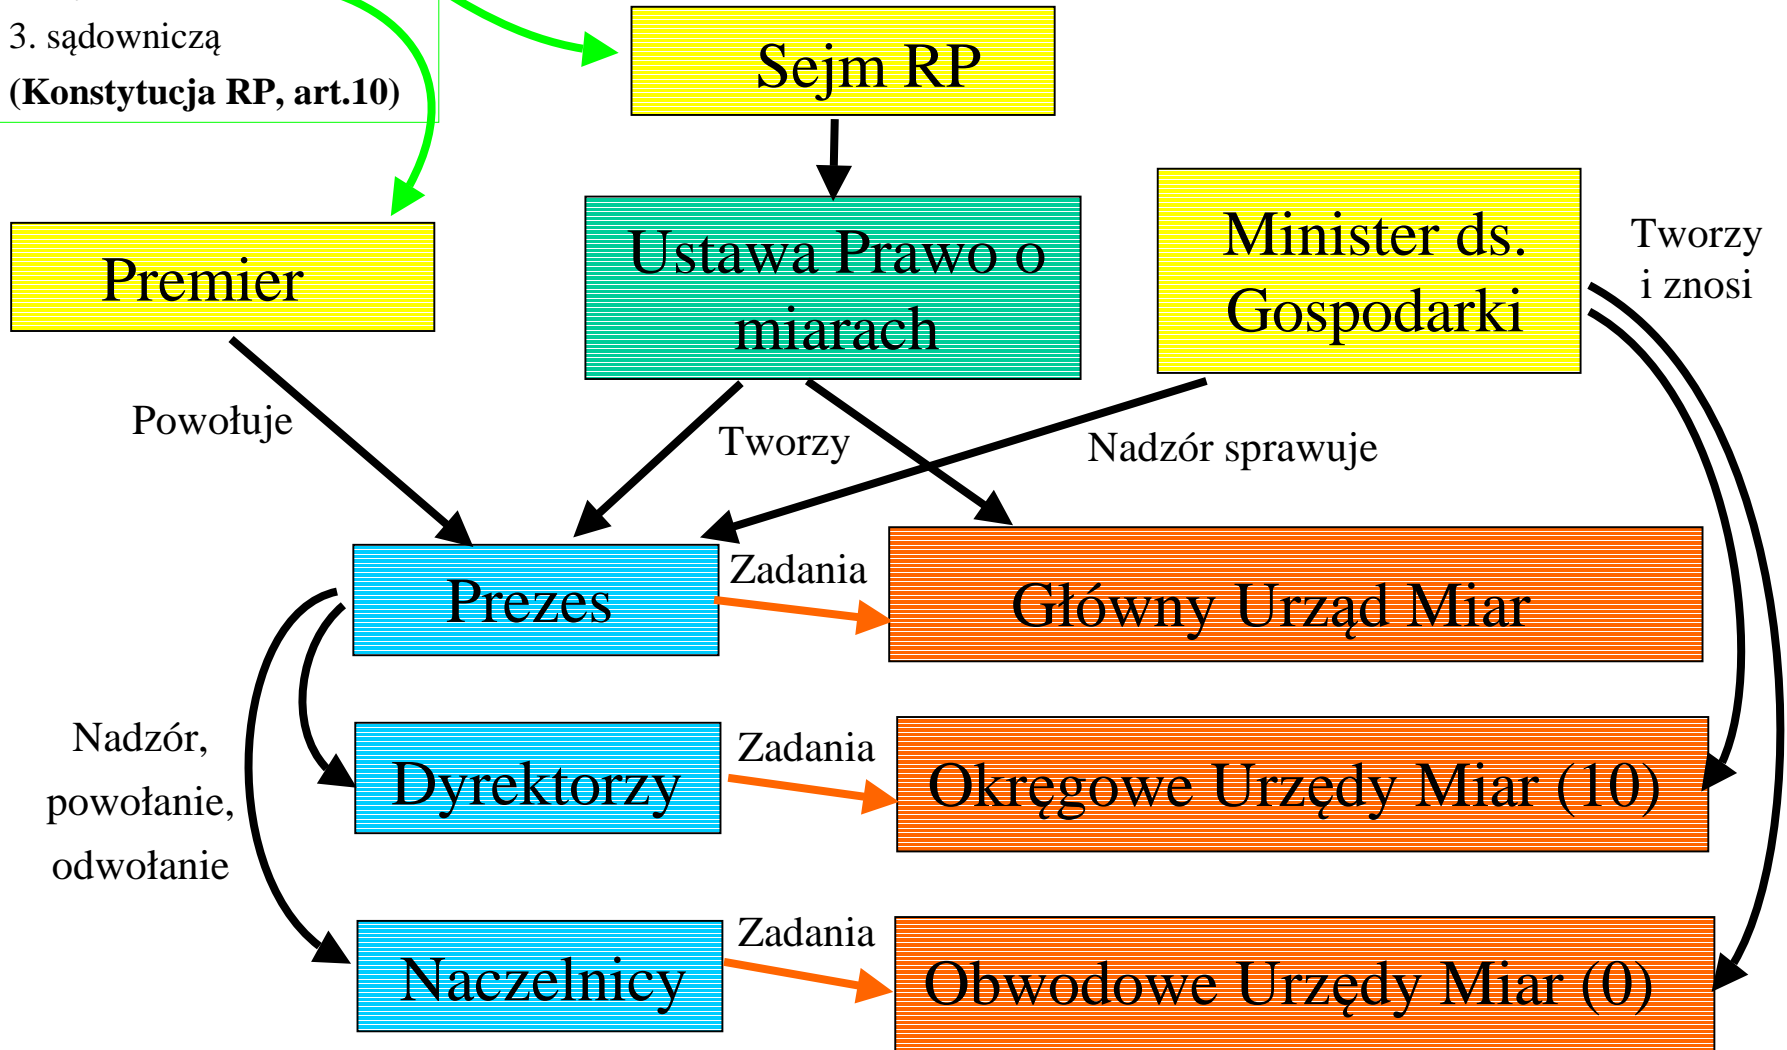 3. sądowniczą
(Konstytucja RP, art.10)
Sejm RP
Premier
Ustawa Prawo o
miarach
Minister ds.
Gospodarki
Tworzy
i znosi
Powołuje
Tworzy
Nadzór sprawuje
Prezes
Zadania
Główny Urząd Miar
Nadzór,
powołanie,
odwołanie
Dyrektorzy
Zadania
Okręgowe Urzędy Miar (10)
Naczelnicy
Zadania
Obwodowe Urzędy Miar (0)